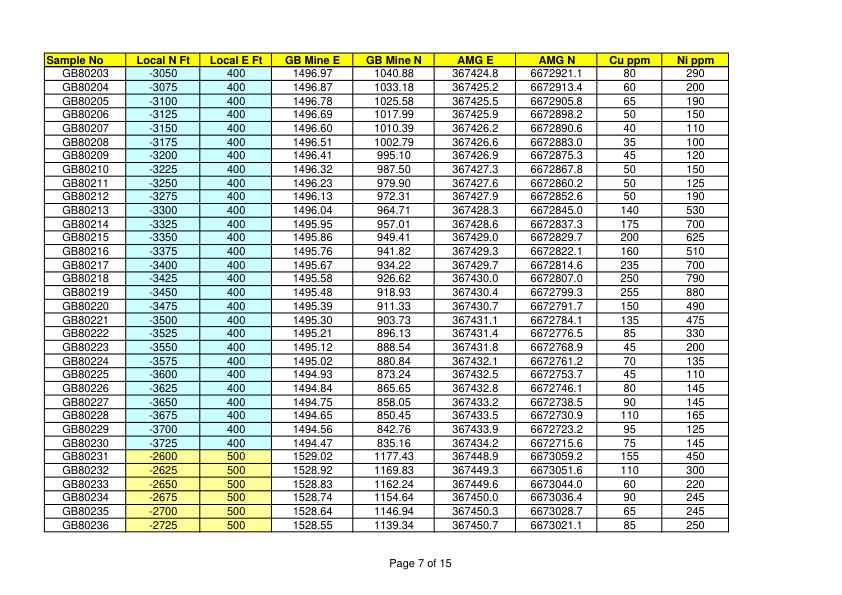 Sample No Local N Ft Local E Ft GB Mine E GB Mine N AMG E AMG N Cu ppm Ni ppm
GB80203 -3050 400 1496.97 1040.88 367424.8 6672921.1 80 290
GB80204 -3075 400 1496.87 1033.18 367425.2 6672913.4 60 200
GB80205 -3100 400 1496.78 1025.58 367425.5 6672905.8 65 190
GB80206 -3125 400 1496.69 1017.99 367425.9 6672898.2 50 150
GB80207 -3150 400 1496.60 1010.39 367426.2 6672890.6 40 110
GB80208 -3175 400 1496.51 1002.79 367426.6 6672883.0 35 100
GB80209 -3200 400 1496.41 995.10 367426.9 6672875.3 45 120
GB80210 -3225 400 1496.32 987.50 367427.3 6672867.8 50 150
GB80211 -3250 400 1496.23 979.90 367427.6 6672860.2 50 125
GB80212 -3275 400 1496.13 972.31 367427.9 6672852.6 50 190
GB80213 -3300 400 1496.04 964.71 367428.3 6672845.0 140 530
GB80214 -3325 400 1495.95 957.01 367428.6 6672837.3 175 700
GB80215 -3350 400 1495.86 949.41 367429.0 6672829.7 200 625
GB80216 -3375 400 1495.76 941.82 367429.3 6672822.1 160 510
GB80217 -3400 400 1495.67 934.22 367429.7 6672814.6 235 700
GB80218 -3425 400 1495.58 926.62 367430.0 6672807.0 250 790
GB80219 -3450 400 1495.48 918.93 367430.4 6672799.3 255 880
GB80220 -3475 400 1495.39 911.33 367430.7 6672791.7 150 490
GB80221 -3500 400 1495.30 903.73 367431.1 6672784.1 135 475
GB80222 -3525 400 1495.21 896.13 367431.4 6672776.5 85 330
GB80223 -3550 400 1495.12 888.54 367431.8 6672768.9 45 200
GB80224 -3575 400 1495.02 880.84 367432.1 6672761.2 70 135
GB80225 -3600 400 1494.93 873.24 367432.5 6672753.7 45 110
GB80226 -3625 400 1494.84 865.65 367432.8 6672746.1 80 145
GB80227 -3650 400 1494.75 858.05 367433.2 6672738.5 90 145
GB80228 -3675 400 1494.65 850.45 367433.5 6672730.9 110 165
GB80229 -3700 400 1494.56 842.76 367433.9 6672723.2 95 125
GB80230 -3725 400 1494.47 835.16 367434.2 6672715.6 75 145
GB80231 -2600 500 1529.02 1177.43 367448.9 6673059.2 155 450
GB80232 -2625 500 1528.92 1169.83 367449.3 6673051.6 110 300
GB80233 -2650 500 1528.83 1162.24 367449.6 6673044.0 60 220
GB80234 -2675 500 1528.74 1154.64 367450.0 6673036.4 90 245
GB80235 -2700 500 1528.64 1146.94 367450.3 6673028.7 65 245
GB80236 -2725 500 1528.55 1139.34 367450.7 6673021.1 85 250
Page 7 of 15